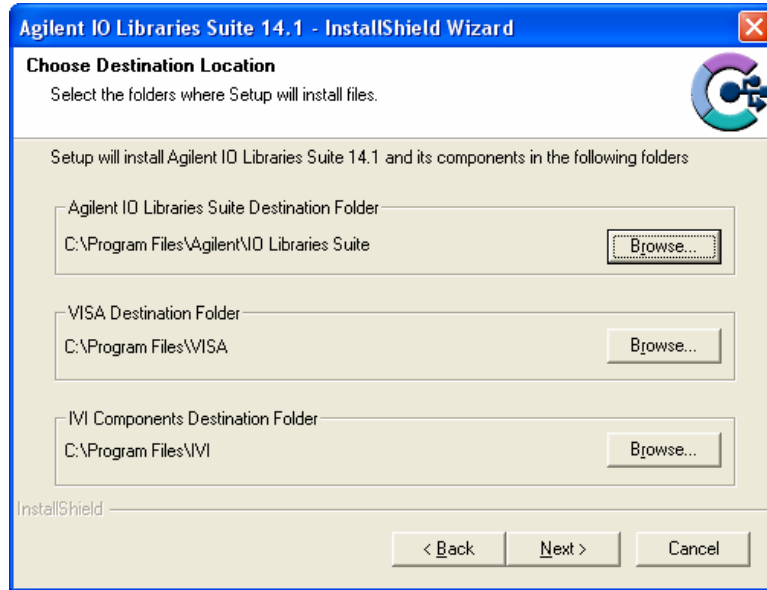 Agilent IO Libraries Suite 14.1 - InstallShield Wizard
Choose Destination Location
Select the folders where Setup will install files.
Setup will install Agilent IO Libraries Suite 14.1 and its components in the following folders
Agilent IO Libraries Suite Destination Folder
C:\Program Files\Agilent\IO Libraries Suite
Browse...
VISA Destination Folder
C:\Program Files\VISA
Browse...
IVI Components Destination Folder
C:\Program Files\IVI
Browse...
InstallShield
< Back
Next >
Cancel